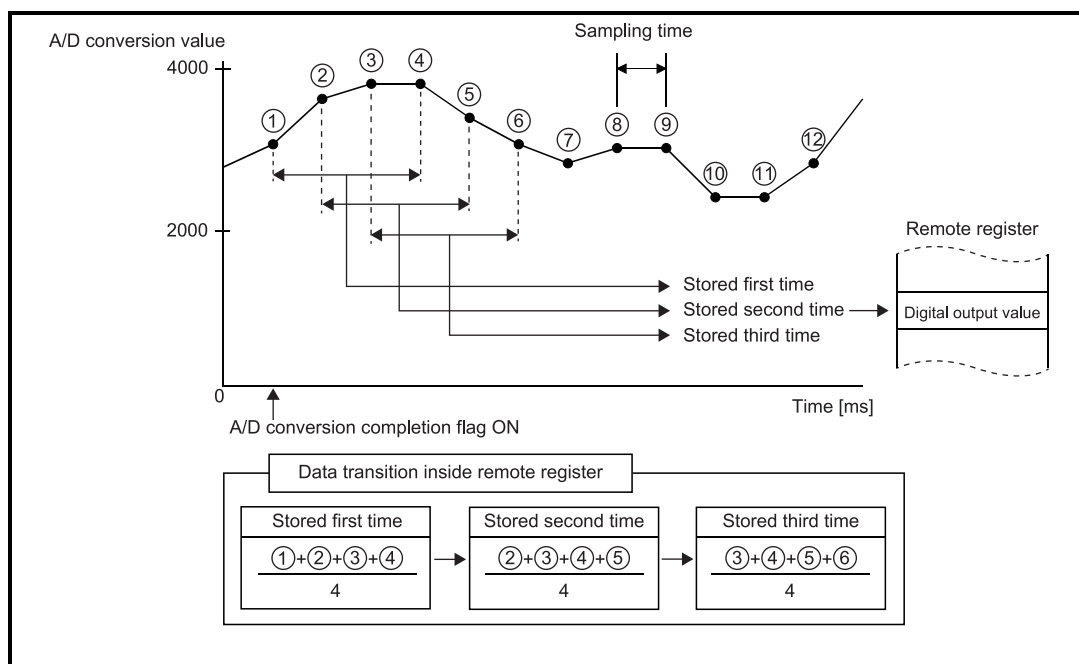 A/D conversion value
Sampling time
4000
③ ④
②
⑤
① ⑥ ⑦ ⑧ ⑨ ⑫
⑩ ⑪
2000
Remote register
Stored first time
Stored second time
Digital output value
Stored third time
0
Time [ms]
A/D conversion completion flag ON
Data transition inside remote register
Stored first time
①+②+③+④
4
Stored second time
②+③+④+⑤
4
Stored third time
③+④+⑤+⑥
4